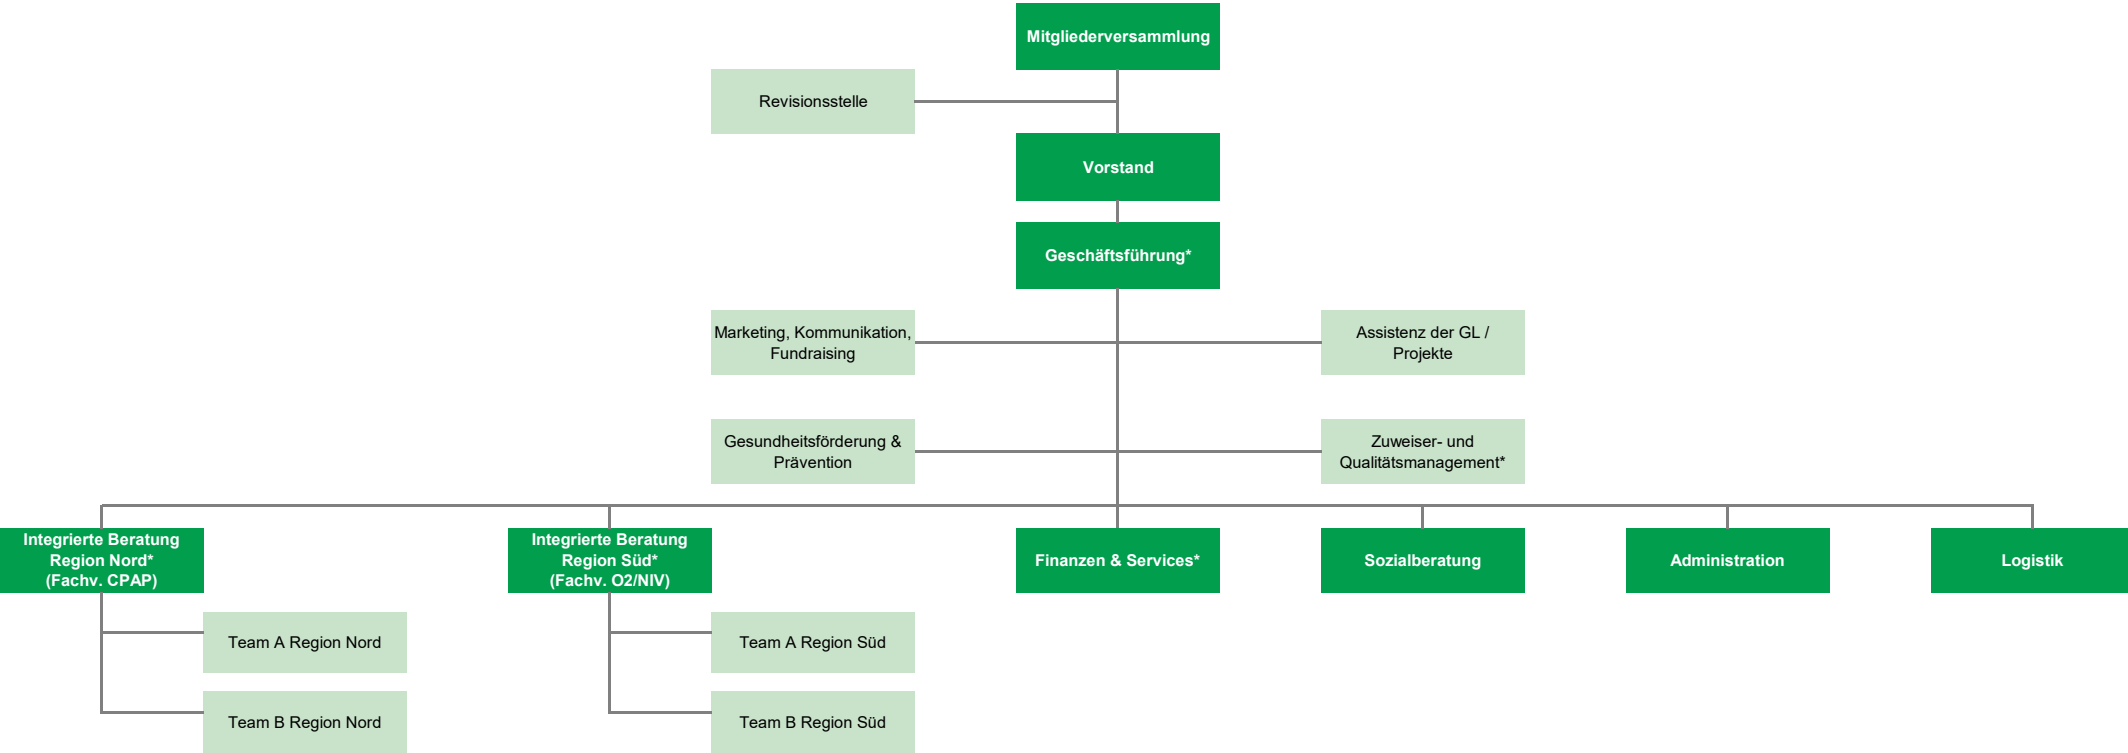 Mitgliederversammlung
Revisionsstelle
Vorstand
Geschäftsführung*
Marketing, Kommunikation,
Fundraising
Assistenz der GL /
Projekte
Gesundheitsförderung &
Prävention
Zuweiser- und
Qualitätsmanagement*
Integrierte Beratung
Region Nord*
(Fachv. CPAP)
Integrierte Beratung
Region Süd*
(Fachv. O2/NIV)
Finanzen & Services*
Sozialberatung
Administration
Logistik
Team A Region Nord
Team A Region Süd
Team B Region Nord
Team B Region Süd